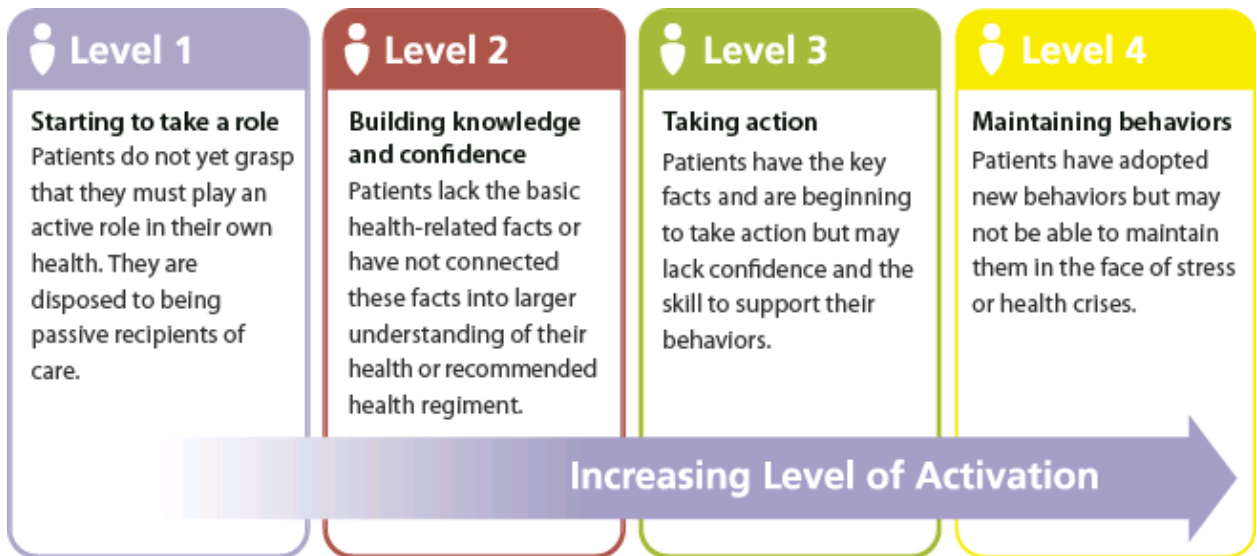 Level 1
Starting to take a role
Patients do not yet grasp
that they must play an
active role in their own
health. They are
disposed to being
passive recipients of
care.
Level 2
Building knowledge
and confidence
Patients lack the basic
health-related facts or
have not connected
these facts into larger
understanding of their
health or recommended
health regiment.
Level 3
Taking action
Patients have the key
facts and are beginning
to take action but may
lack confidence and the
skill to support their
behaviors.
Level 4
Maintaining behaviors
Patients have adopted
new behaviors but may
not be able to maintain
them in the face of stress
or health crises.
Increasing Level of Activation